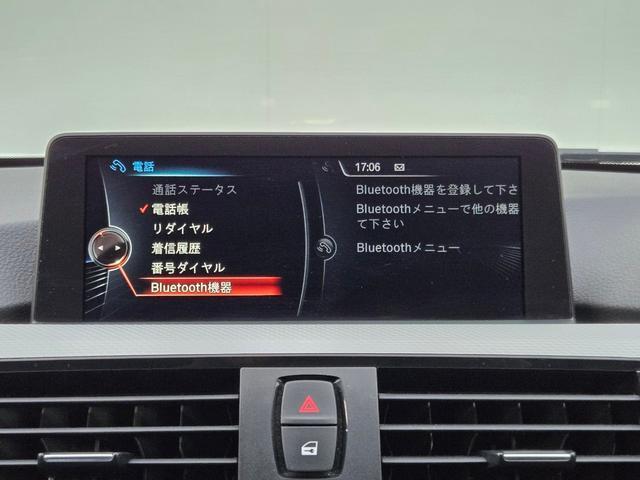 電話
通話ステータス
電話帳
リダイヤル
着信履歴
番号ダイヤル
Bluetooth機器
17:06
Bluetooth機器を登録して下さ
Bluetoothメニューで他の機器
て下さい
Bluetoothメニュー